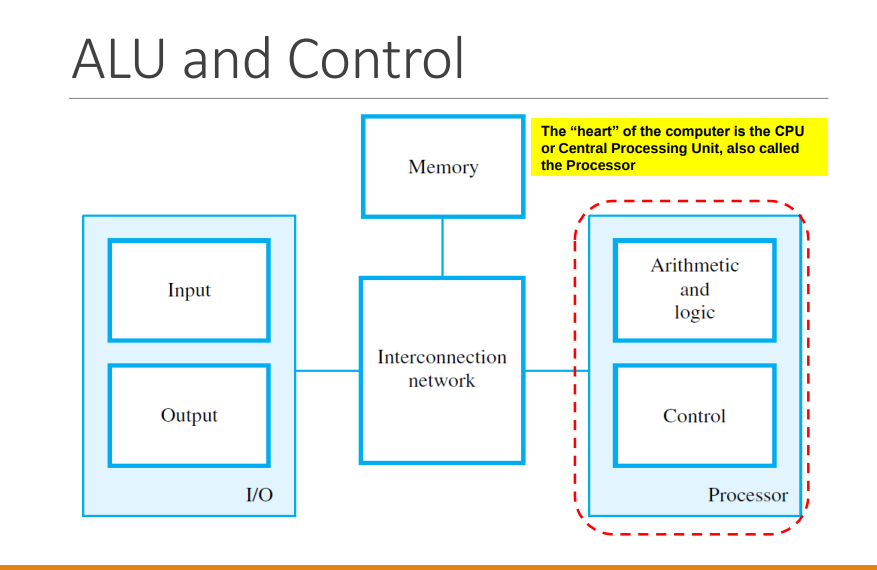 ALU and Control
The “heart” of the computer is the CPU
or Central Processing Unit, also called
the Processor
Memory
Input
Output
I/O
Interconnection
network
Arithmetic
and
logic
Control
Processor